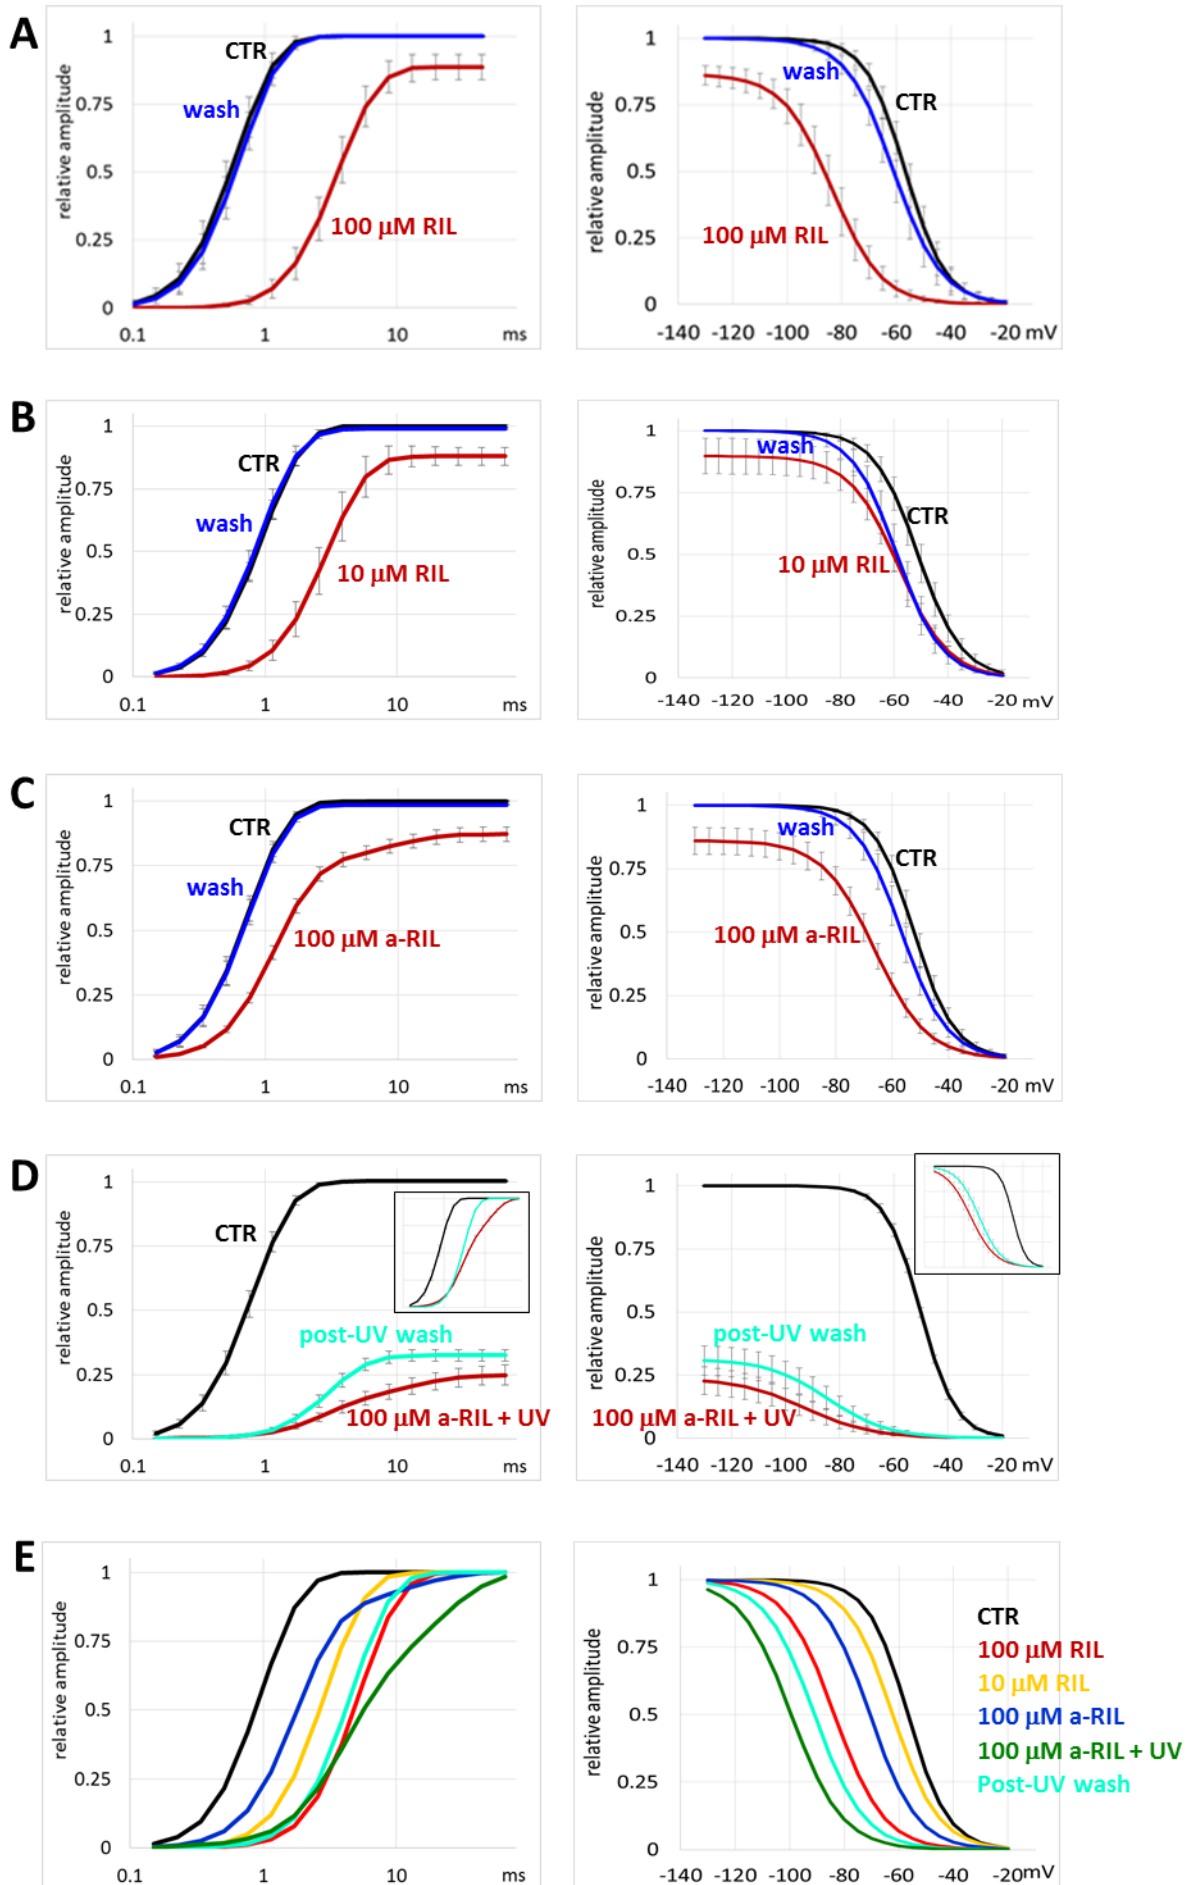 A
relative amplitude
1
0.75
0.5
0.25
0
CTR
wash
100 μM RIL
0.1
1
10
ms
relative amplitude
1
0.75
0.5
0.25
0
wash
CTR
100 μM RIL
-140 -120 -100 -80 -60 -40 -20 mV
B
relative amplitude
1
0.75
0.5
0.25
0
CTR
wash
10 μM RIL
0.1
1
10
ms
relative amplitude
1
0.75
0.5
0.25
0
wash
CTR
10 μM RIL
-140 -120 -100 -80 -60 -40 -20 mV
C
relative amplitude
1
0.75
0.5
0.25
0
CTR
wash
100 μM a-RIL
0.1
1
10
ms
relative amplitude
1
0.75
0.5
0.25
0
wash
CTR
100 μM a-RIL
-140 -120 -100 -80 -60 -40 -20 mV
D
relative amplitude
1
0.75
0.5
0.25
0
CTR
post-UV wash
100 μM a-RIL + UV
0.1
1
10
ms
relative amplitude
1
0.75
0.5
0.25
0
post-UV wash
100 μM a-RIL + UV
-140 -120 -100 -80 -60 -40 -20 mV
E
relative amplitude
1
0.75
0.5
0.25
0
0.1
1
10
ms
relative amplitude
1
0.75
0.5
0.25
0
CTR
100 μM RIL
10 μM RIL
100 μM a-RIL
100 μM a-RIL + UV
Post-UV wash
-140 -120 -100 -80 -60 -40 -20mV